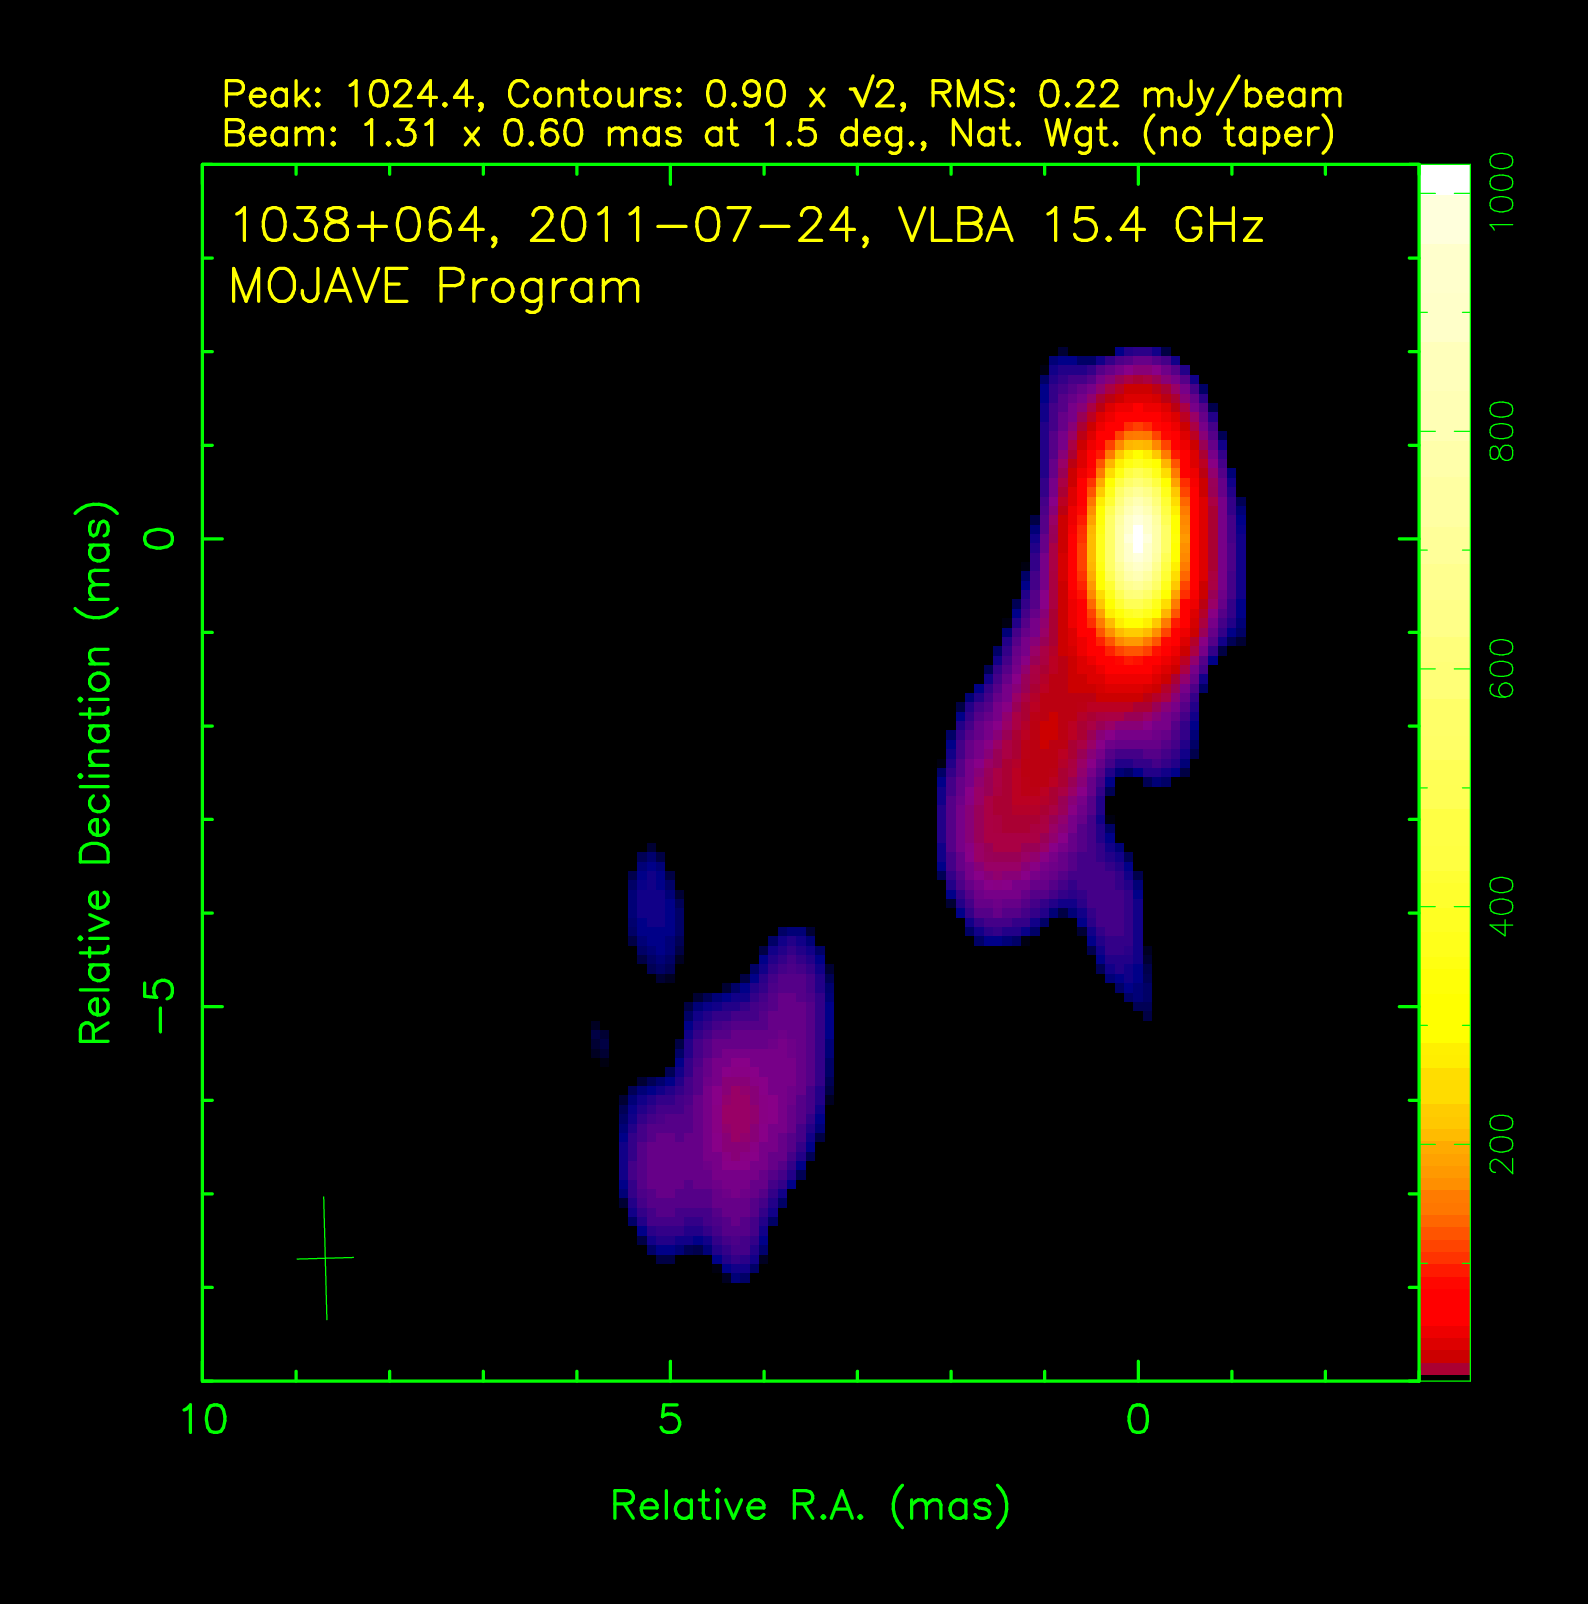 Peak: 1024.4, Contours: 0.90 x √2, RMS: 0.22 mJy/beam
Beam: 1.31 x 0.60 mas at 1.5 deg., Nat. Wgt. (no taper)
1038+064, 2011-07-24, VLBA 15.4 GHz
MOJAVE Program
Relative Declination (mas)
0
-5
10
5
0
Relative R.A. (mas)
1000
800
600
400
200